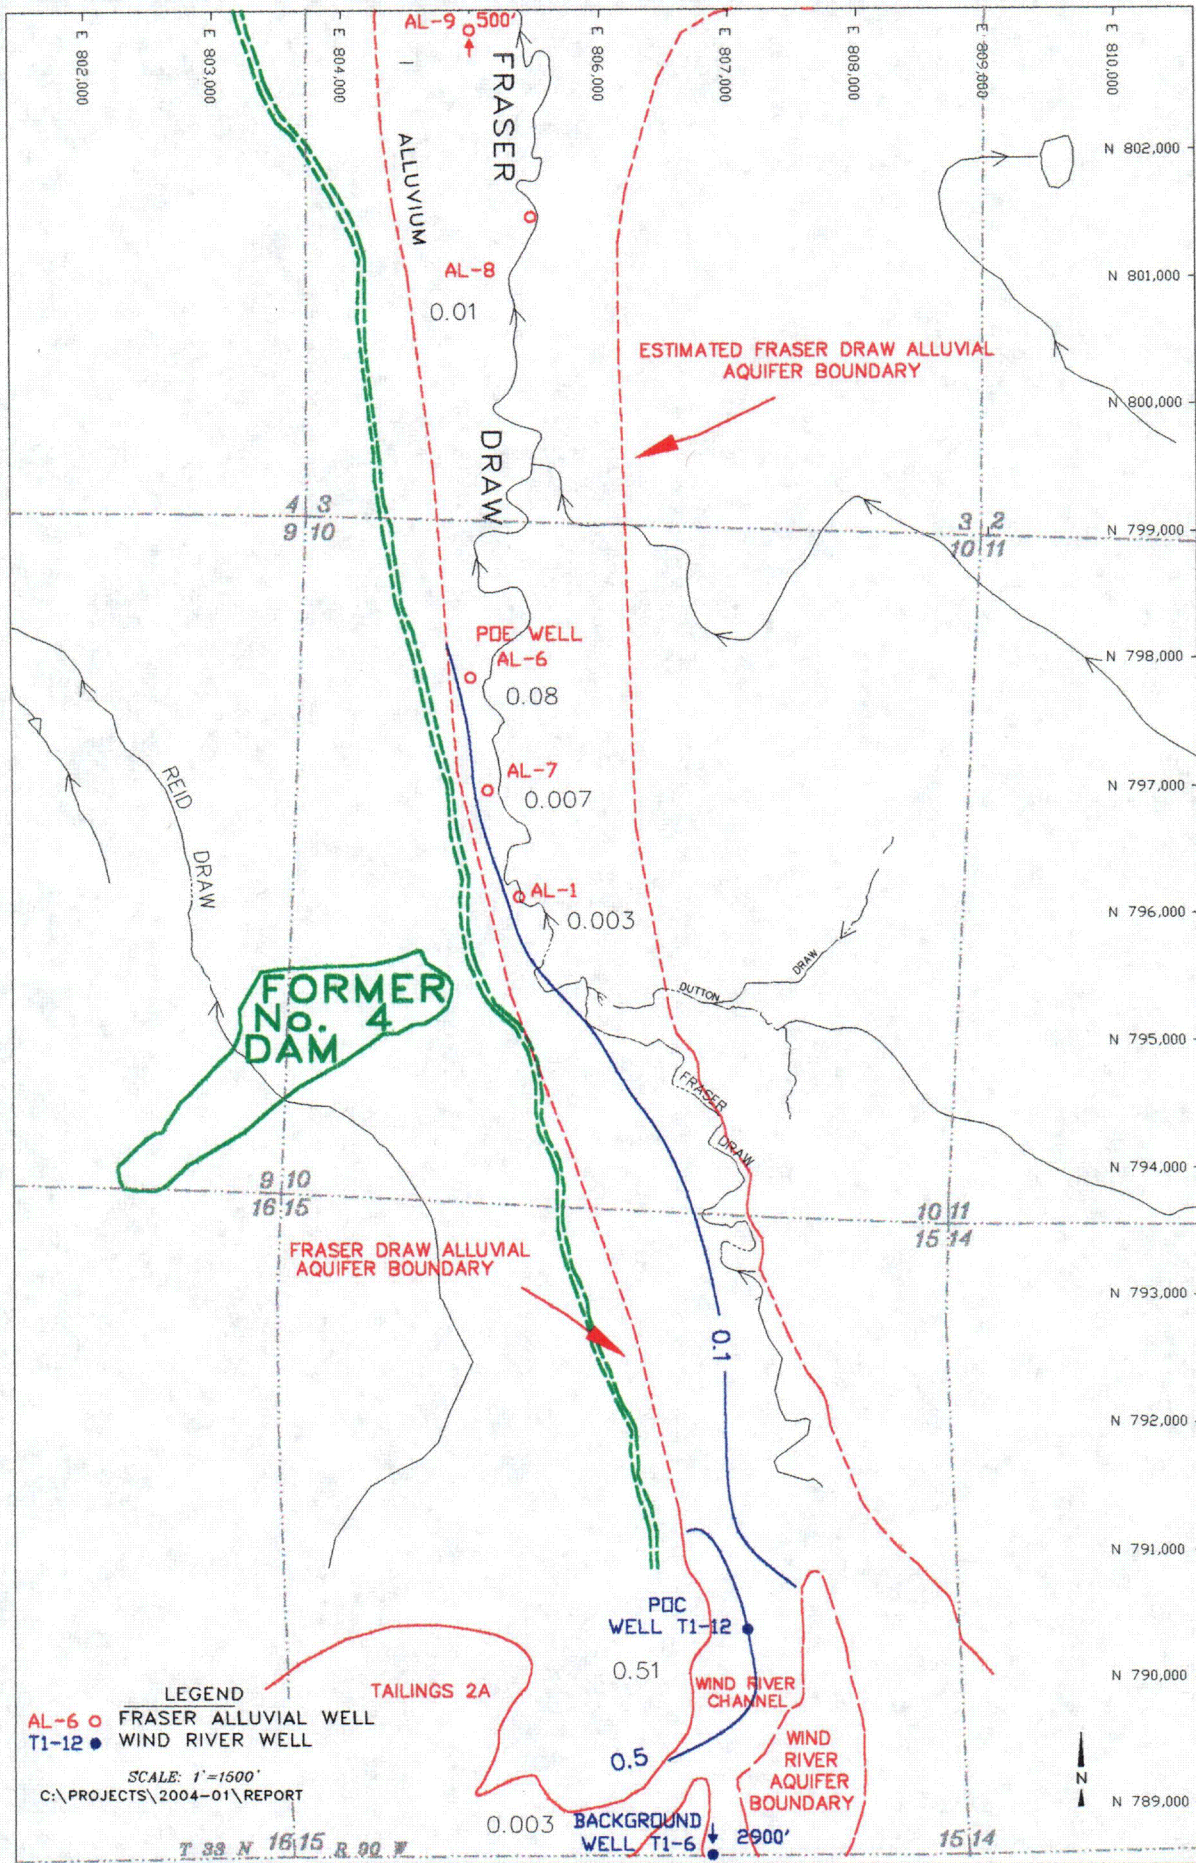 E 802,000
E 803,000
E 804,000
E 806,000
E 807,000
E 808,000
E 809,000
E 810,000
AL-9 500'
FRASER
ALLUVIUM
N 802,000
AL-8
N 801,000
0.01
ESTIMATED FRASER DRAW ALLUVIAL
AQUIFER BOUNDARY
N 800,000
DRAW
4 3
9 10
3 2
10 11
N 799,000
POE WELL
AL-6
N 798,000
0.08
REID
DRAW
AL-7
0.007
N 797,000
AL-1
0.003
N 796,000
DRAW
DUTTON
FORMER
No. 4
DAM
N 795,000
FRASER
DRAW
N 794,000
9 10
16 15
10 11
15 14
FRASER DRAW ALLUVIAL
AQUIFER BOUNDARY
N 793,000
0.1
N 792,000
N 791,000
POC
WELL T1-12
0.51
N 790,000
TAILINGS 2A
WIND RIVER
CHANNEL
LEGEND
AL-6 FRASER ALLUVIAL WELL
T1-12 WIND RIVER WELL
0.5
WIND
RIVER
AQUIFER
BOUNDARY
SCALE: 1'=1500'
C:\PROJECTS\2004-01\REPORT
N
N 789,000
0.003
BACKGROUND
WELL T1-6
2900'
T 33 N
16 15
R 90 W
15 14